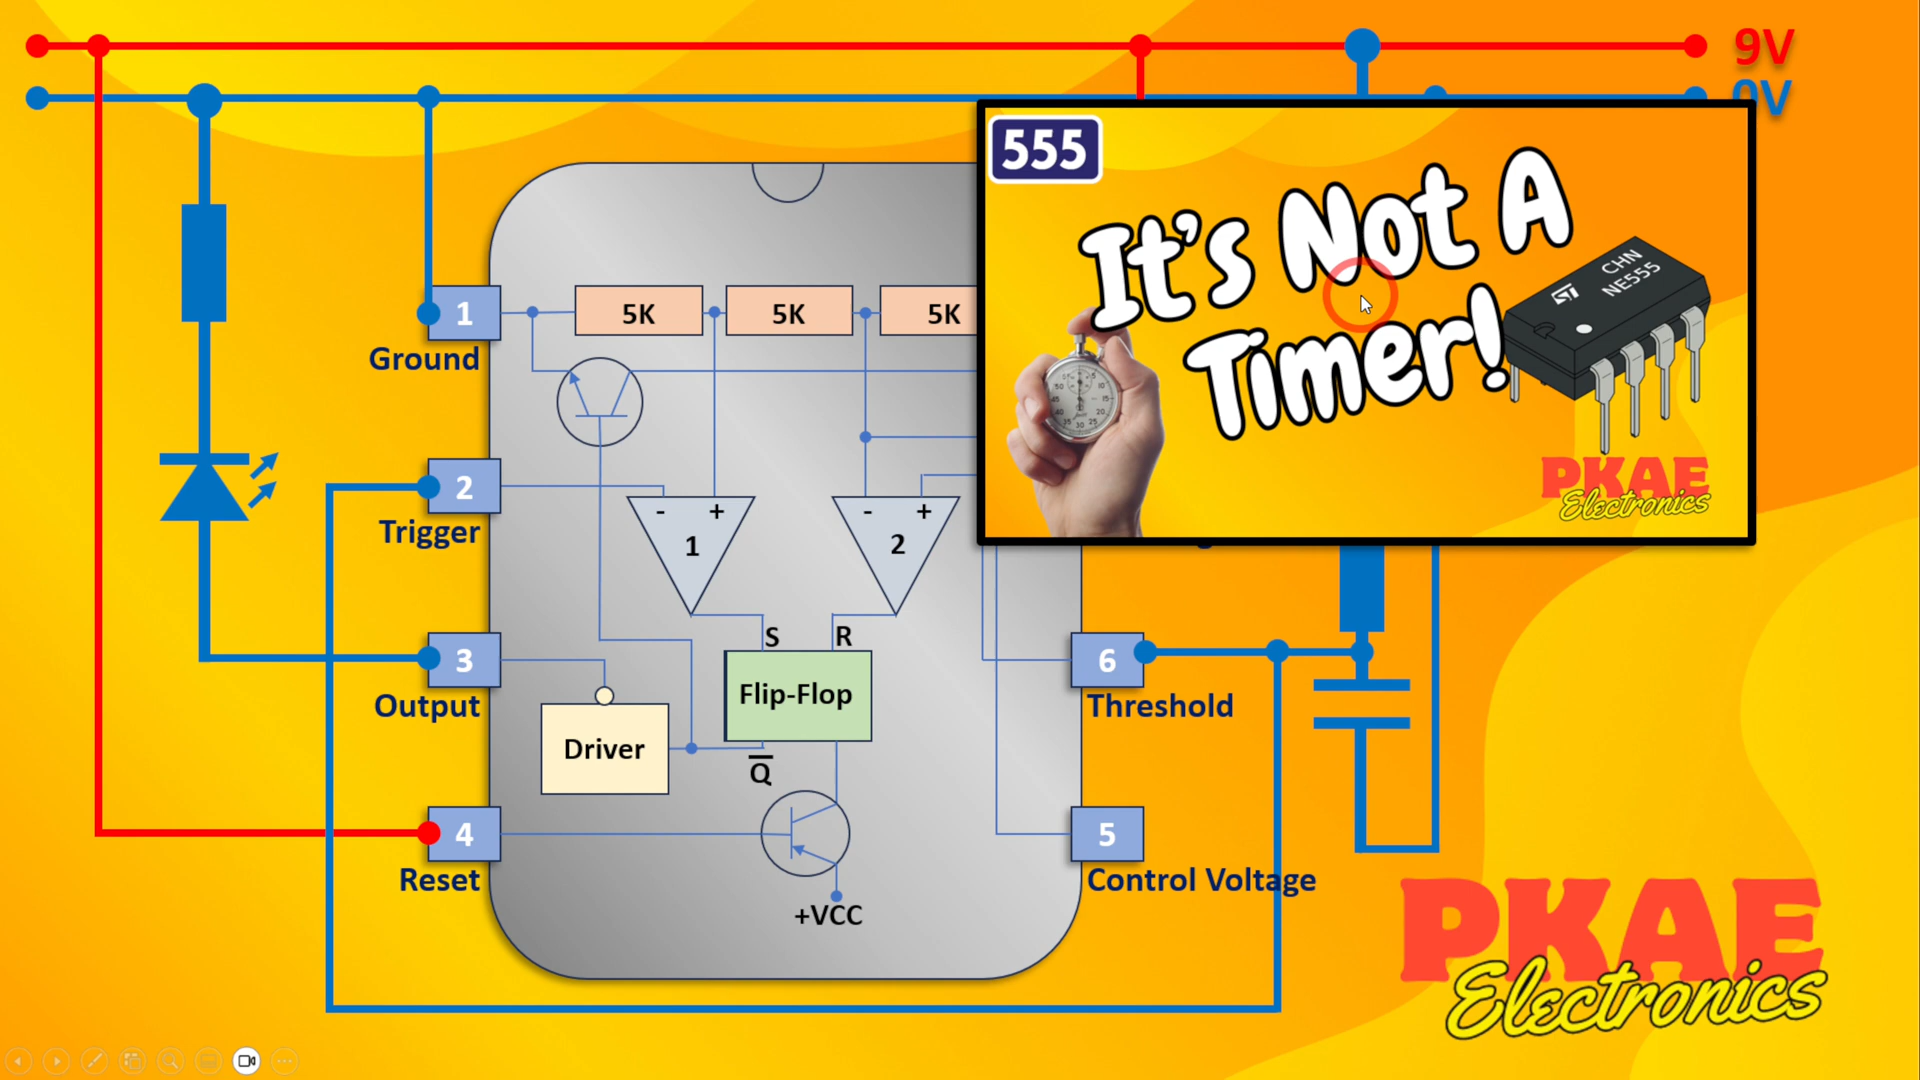 9V
0V
555
It's Not A
Timer!
CHN
NE555
ST
PKAE
Electronics
1
5K
5K
5K
Ground
2
Trigger
- +
1
- +
2
S
R
3
Output
Flip-Flop
6
Threshold
Driver
Q
4
Reset
5
Control Voltage
+VCC
PKAE
Electronics